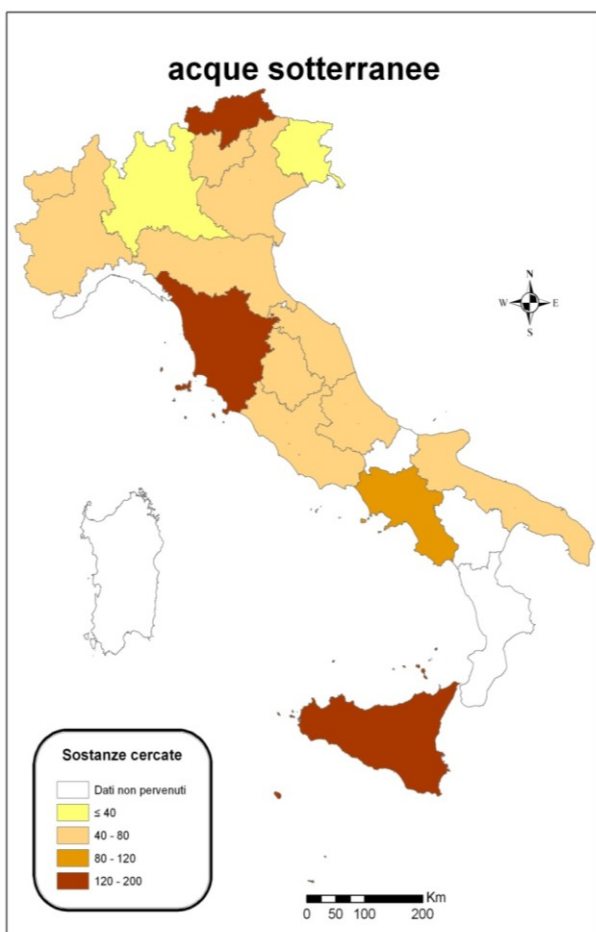 acque sotterranee
N
W E
S
Sostanze cercate
Dati non pervenuti
≤ 40
40 - 80
80 - 120
120 - 200
Km
0 50 100 200